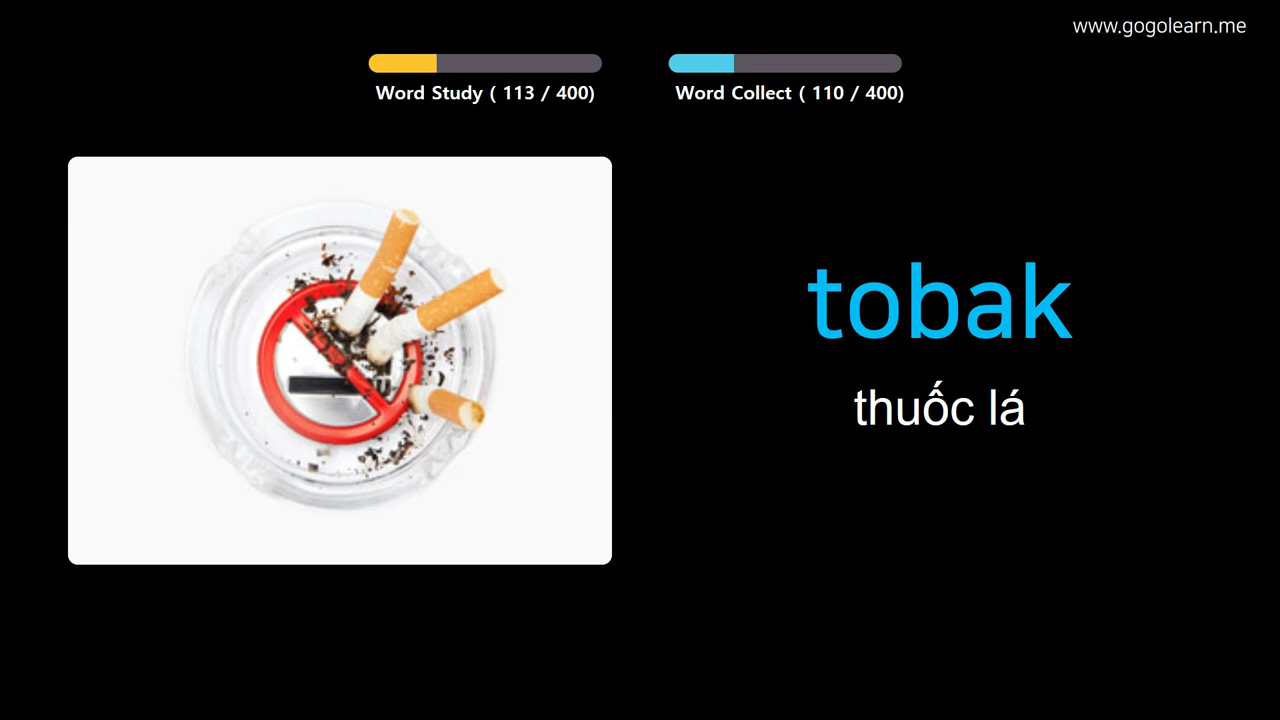 www.gogolearn.me
Word Study ( 113 / 400)
Word Collect ( 110 / 400)
tobak
thuốc lá